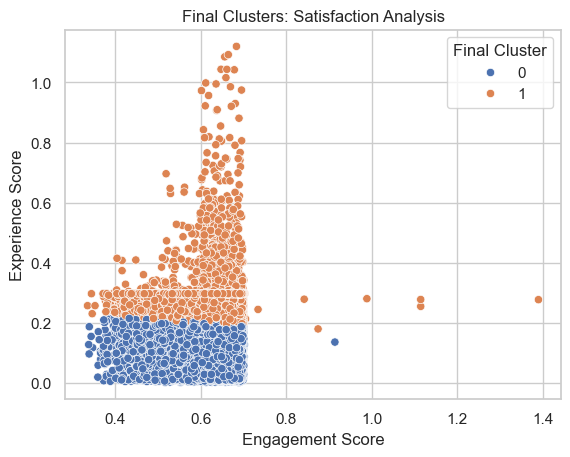 Final Clusters: Satisfaction Analysis
Final Cluster
0
1
Experience Score
1.0
0.8
0.6
0.4
0.2
0.0
0.4 0.6 0.8 1.0 1.2 1.4
Engagement Score